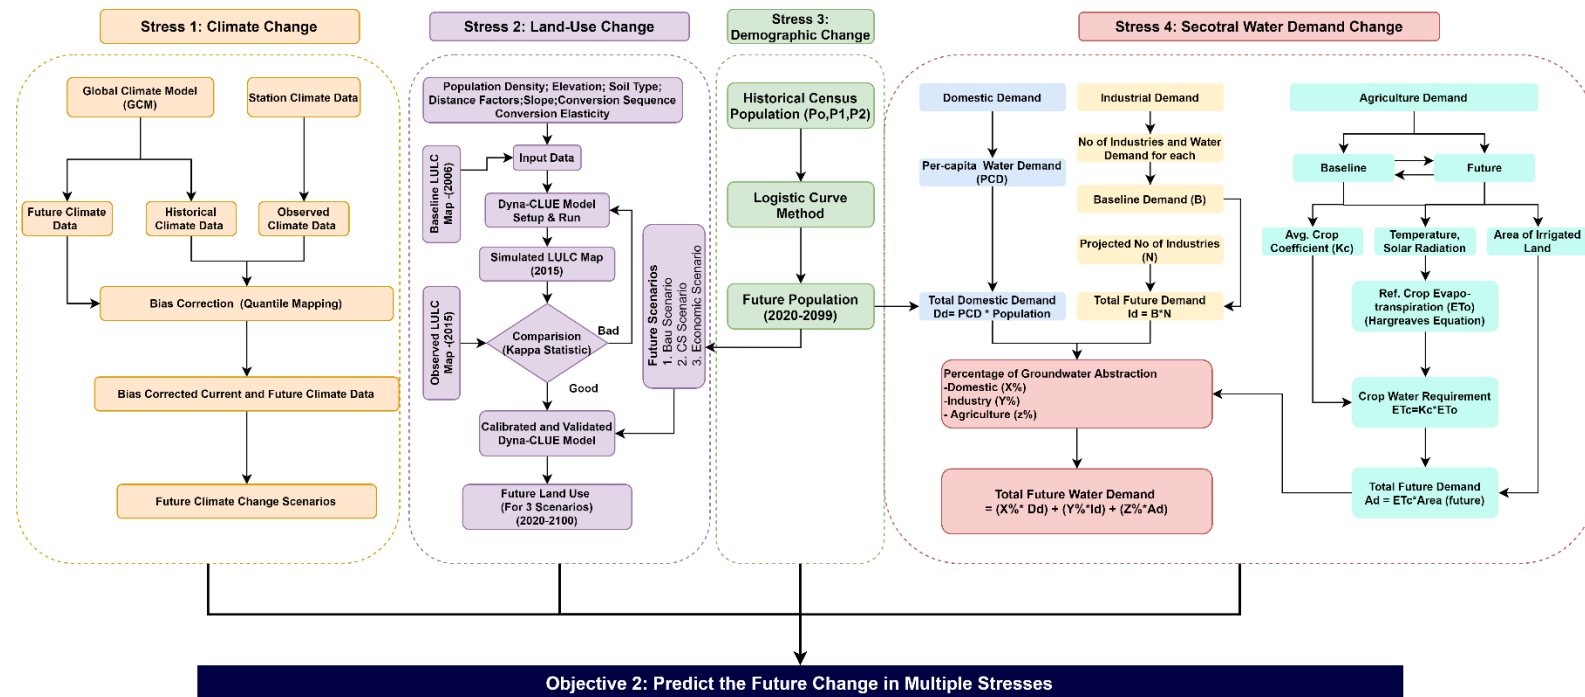 Stress 1: Climate Change
Global Climate Model
(GCM)
Station Climate Data
Future Climate
Data
Historical
Climate Data
Observed
Climate Data
Bias Correction (Quantile Mapping)
Bias Corrected Current and Future Climate Data
Future Climate Change Scenarios
Stress 2: Land-Use Change
Population Density; Elevation; Soil Type;
Distance Factors;Slope;Conversion Sequence
Conversion Elasticity
Baseline LULC
Map -(2006)
Input Data
Dyna-CLUE Model
Setup & Run
Simulated LULC Map
(2015)
Observed LULC
Map -(2015)
Comparision
(Kappa Statistic)
Bad
Good
Future Scenarios
1. Bau Scenario
2. CS Scenario
3. Economic Scenario
Calibrated and Validated
Dyna-CLUE Model
Future Land Use
(For 3 Scenarios)
(2020-2100)
Stress 3:
Demographic Change
Historical Census
Population (Po,P1,P2)
Logistic Curve
Method
Future Population
(2020-2099)
Stress 4: Secotral Water Demand Change
Domestic Demand
Per-capita Water Demand
(PCD)
Total Domestic Demand
Dd= PCD * Population
Industrial Demand
No of Industries and Water
Demand for each
Baseline Demand (B)
Projected No of Industries
(N)
Total Future Demand
Id = B*N
Agriculture Demand
Baseline
Future
Avg. Crop
Coefficient (Kc)
Temperature,
Solar Radiation
Area of Irrigated
Land
Ref. Crop Evapo-
transpiration (ETo)
(Hargreaves Equation)
Crop Water Requirement
ETc=Kc*ETo
Total Future Demand
Ad = ETc*Area (future)
Percentage of Groundwater Abstraction
-Domestic (X%)
-Industry (Y%)
- Agriculture (z%)
Total Future Water Demand
= (X%* Dd) + (Y%*Id) + (Z%*Ad)
Objective 2: Predict the Future Change in Multiple Stresses